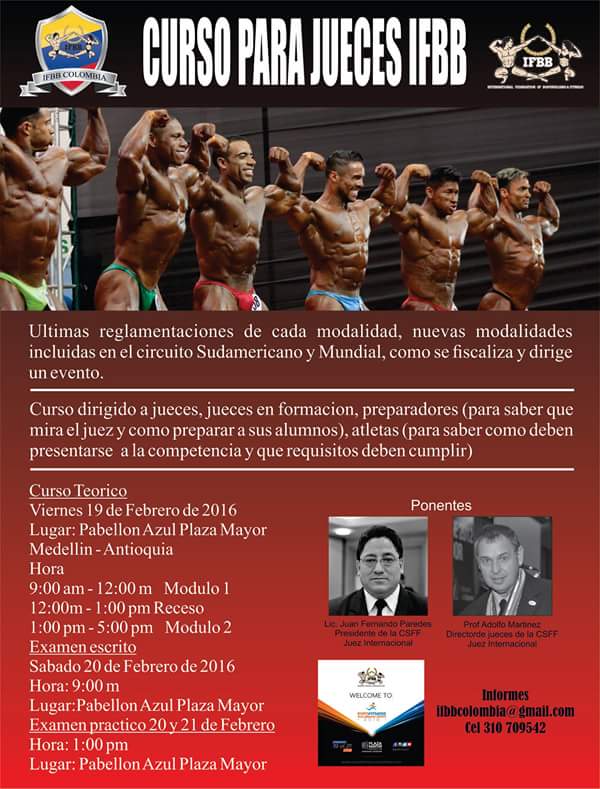 IFBB
IFBB COLOMBIA
CURSO PARA JUECES IFBB
IFBB
INTERNATIONAL FEDERATION OF BODYBUILDING & FITNESS
Ultimas reglamentaciones de cada modalidad, nuevas modalidades
incluidas en el circuito Sudamericano y Mundial, como se fiscaliza y dirige
un evento.
Curso dirigido a jueces, jueces en formacion, preparadores (para saber que
mira el juez y como preparar a sus alumnos), atletas (para saber como deben
presentarse a la competencia y que requisitos deben cumplir)
Curso Teorico
Viernes 19 de Febrero de 2016
Lugar: Pabellon Azul Plaza Mayor
Medellin - Antioquia
Hora
9:00 am - 12:00 m Modulo 1
12:00m - 1:00 pm Receso
1:00 pm - 5:00 pm Modulo 2
Examen escrito
Sabado 20 de Febrero de 2016
Hora: 9:00 m
Lugar:Pabellon Azul Plaza Mayor
Examen practico 20 y 21 de Febrero
Hora: 1:00 pm
Lugar: Pabellon Azul Plaza Mayor
Ponentes
Lic. Juan Fernando Paredes
Presidente de la CSFF
Juez Internacional
Prof Adolfo Martinez
Directorde jueces de la CSFF
Juez Internacional
WELCOME TO:
Informes
ifbbcolombia@gmail.com
Cel 310 709542